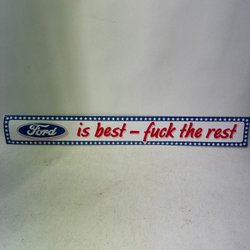 Ford is best – fuck the rest